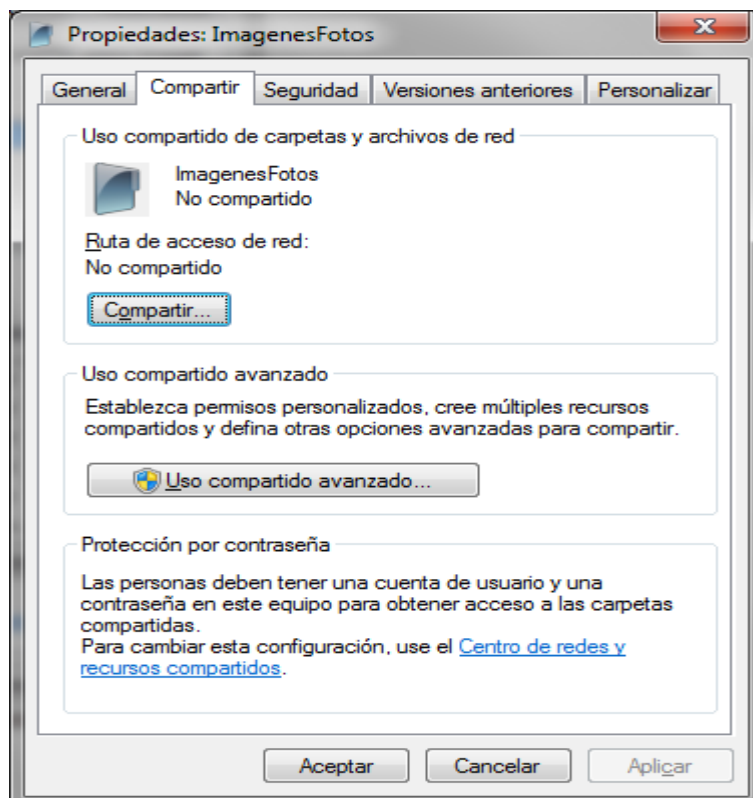 Propiedades: ImagenesFotos
General Compartir Seguridad Versiones anteriores Personalizar
Uso compartido de carpetas y archivos de red
ImagenesFotos
No compartido
Ruta de acceso de red:
No compartido
Compartir...
Uso compartido avanzado
Establezca permisos personalizados, cree múltiples recursos
compartidos y defina otras opciones avanzadas para compartir.
Uso compartido avanzado...
Protección por contraseña
Las personas deben tener una cuenta de usuario y una
contraseña en este equipo para obtener acceso a las carpetas
compartidas.
Para cambiar esta configuración, use el Centro de redes y
recursos compartidos.
Aceptar Cancelar Aplicar